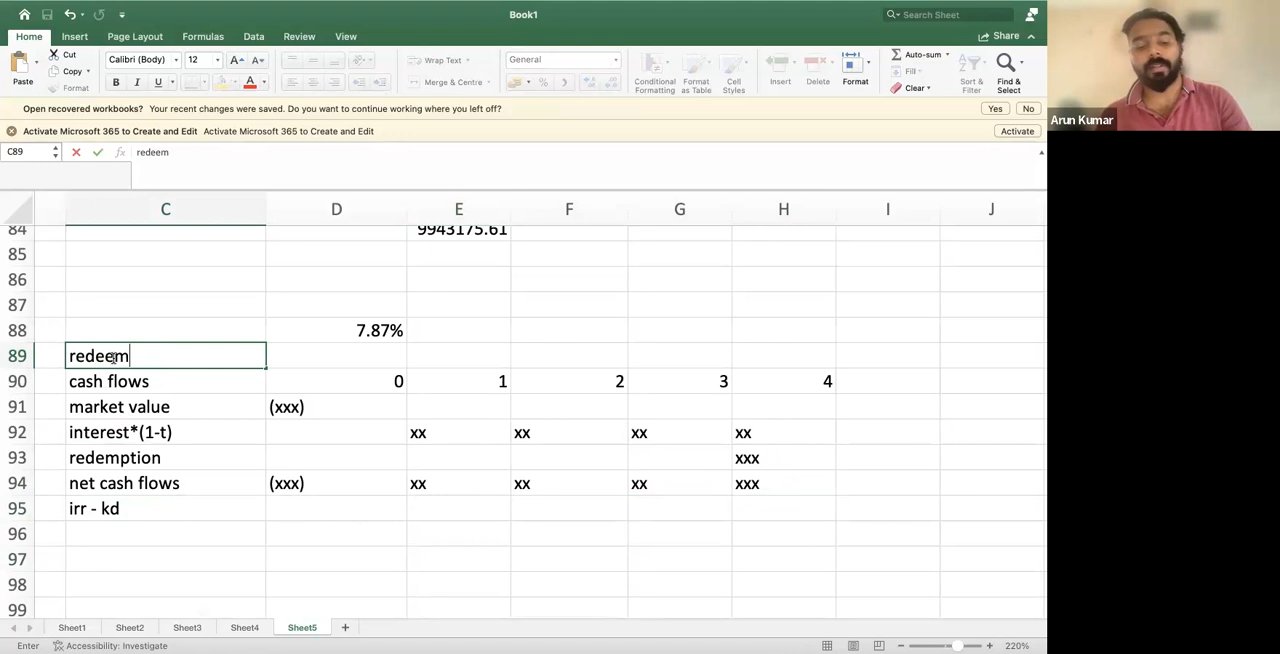 Book1
Search Sheet
Home Insert Page Layout Formulas Data Review View Share
Paste Cut Calibri (Body) 12 Wrap Text General Auto-sum
Copy Fill
Format B I U A Merge & Centre Conditional Formatting Format as Table Cell Styles Insert Delete Format Clear Sort & Filter Find & Select
Open recovered workbooks? Your recent changes were saved. Do you want to continue working where you left off? Yes No
Activate Microsoft 365 to Create and Edit Activate Microsoft 365 to Create and Edit Activate
Arun Kumar
C89 fx redeem
C D E F G H I J
84 9943175.61
85
86
87
88 7.87%
89 redeem
90 cash flows 0 1 2 3 4
91 market value (xxx)
92 interest*(1-t) xx xx xx xx
93 redemption xxx
94 net cash flows (xxx) xx xx xx xxx
95 irr - kd
96
97
98
99
Sheet1 Sheet2 Sheet3 Sheet4 Sheet5 +
Enter Accessibility: Investigate 220%